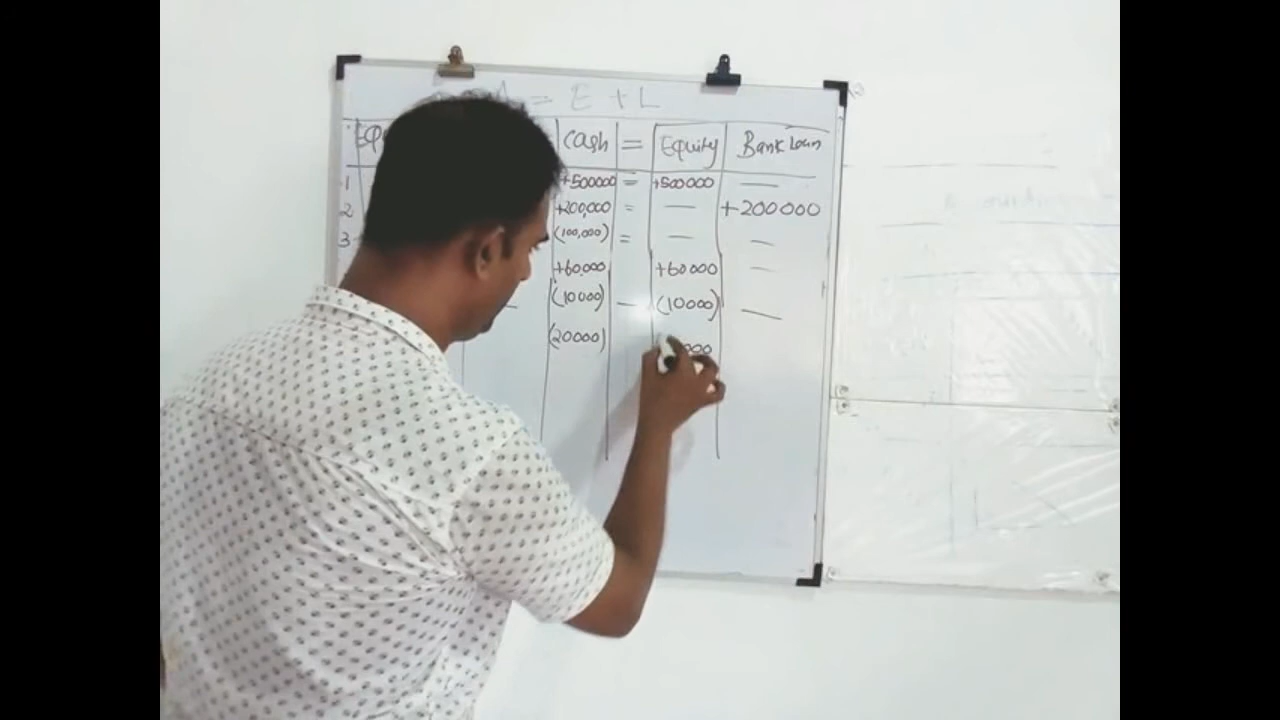 A = E + L
Cash = Equity Bank Loan
1 +500000 = +500000 —
2 +200,000 = — +200000
3 (100,000) = — —
+60,000 +60000 —
— (10000) — (10000) —
(20000)